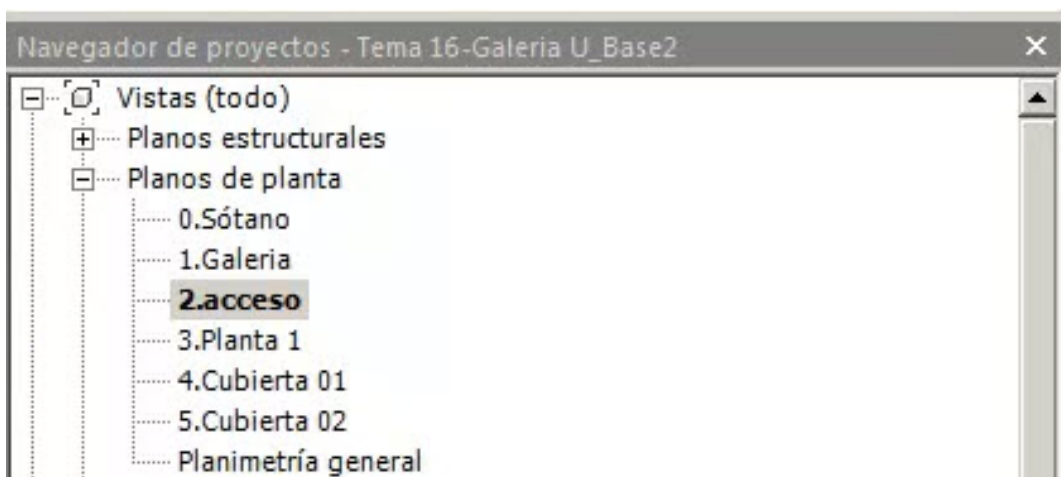 Navegador de proyectos - Tema 16-Galeria U_Base2
Vistas (todo)
Planos estructurales
Planos de planta
0.Sótano
1.Galeria
2.acceso
3.Planta 1
4.Cubierta 01
5.Cubierta 02
Planimetría general